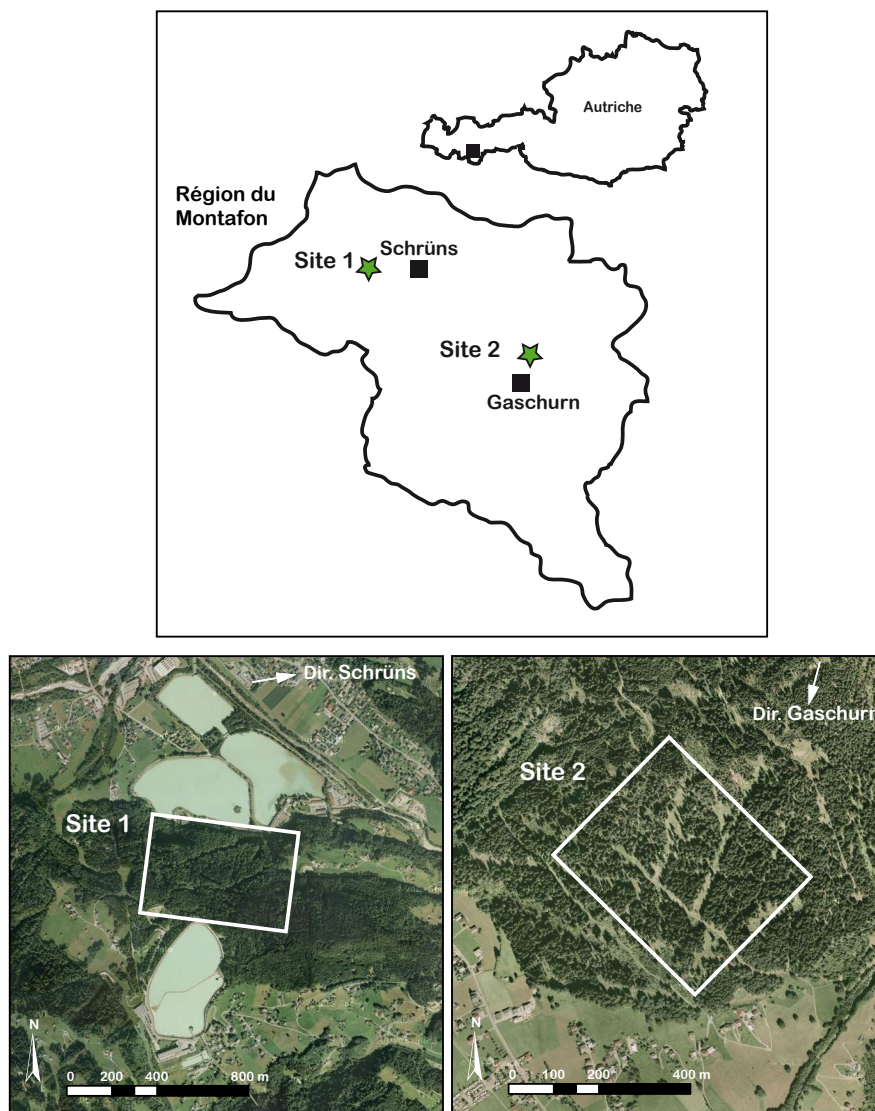 Autriche
Région du
Montafon
Schrüns
Site 1
Site 2
Gaschurn
Dir. Schrüns
Site 1
N
0 200 400 800 m
Dir. Gaschurn
Site 2
N
0 100 200 400 m